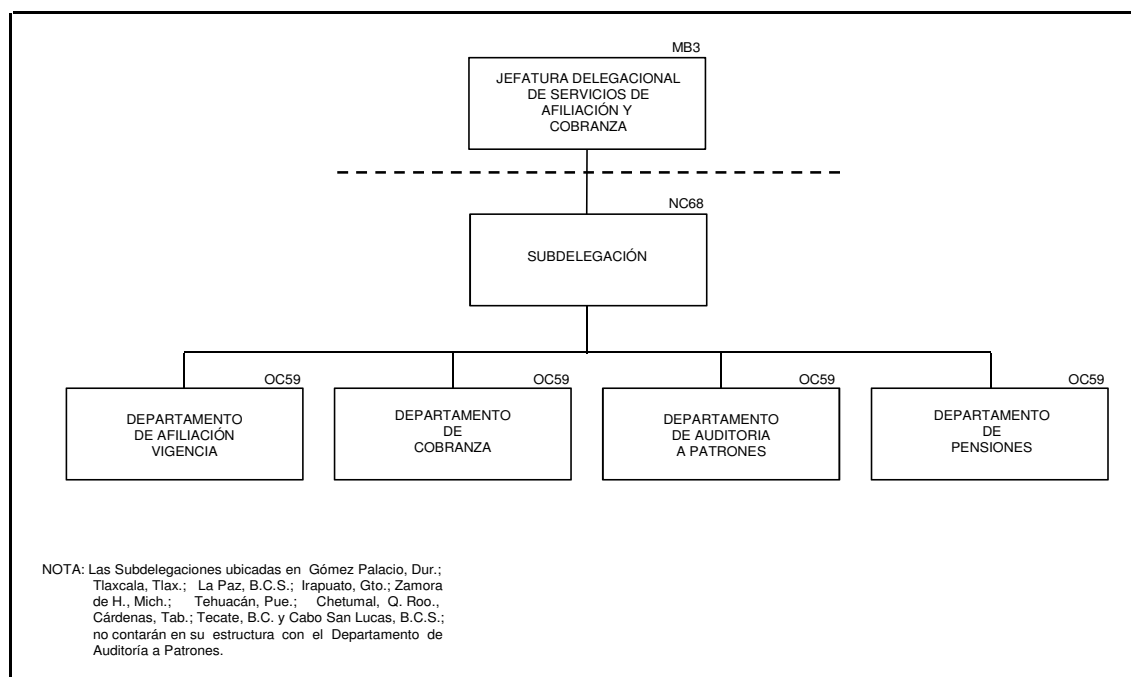 MB3
JEFATURA DELEGACIONAL
DE SERVICIOS DE
AFILIACIÓN Y
COBRANZA
NC68
SUBDELEGACIÓN
OC59
DEPARTAMENTO
DE AFILIACIÓN
VIGENCIA
OC59
DEPARTAMENTO
DE
COBRANZA
OC59
DEPARTAMENTO
DE AUDITORIA
A PATRONES
OC59
DEPARTAMENTO
DE
PENSIONES
NOTA: Las Subdelegaciones ubicadas en Gómez Palacio, Dur.;
Tlaxcala, Tlax.; La Paz, B.C.S.; Irapuato, Gto.; Zamora
de H., Mich.; Tehuacán, Pue.; Chetumal, Q. Roo.,
Cárdenas, Tab.; Tecate, B.C. y Cabo San Lucas, B.C.S.;
no contarán en su estructura con el Departamento de
Auditoría a Patrones.